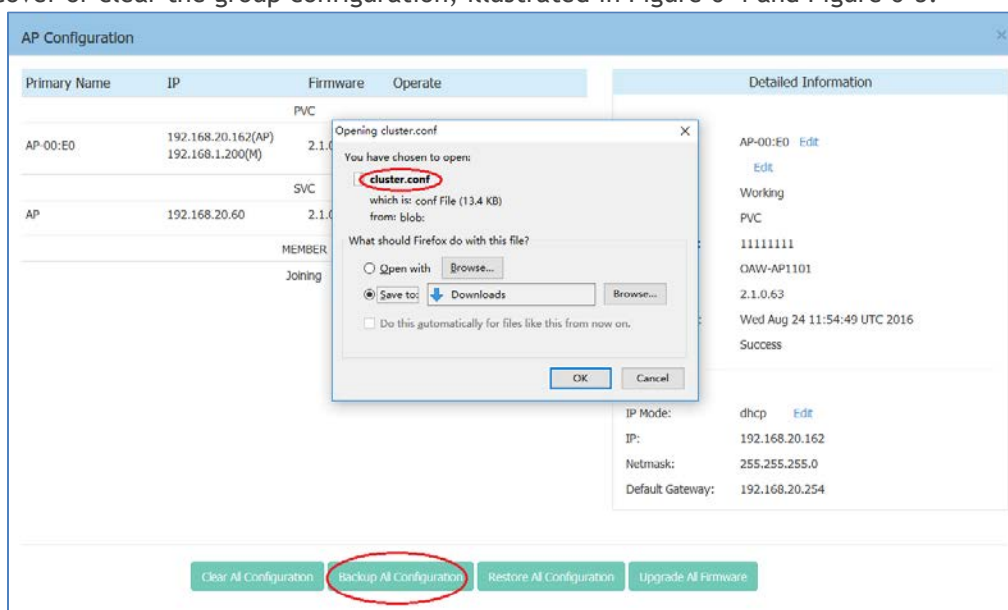 cover or clear the group configuration, illustrated in Figure 6-4 and Figure 6-5.
AP Configuration
Primary Name IP Firmware Operate
PVC
AP-00:E0 192.168.20.162(AP) 2.1.0
192.168.1.200(M)
SVC
AP 192.168.20.60 2.1.0
MEMBER
Joining
Opening cluster.conf
You have chosen to open:
cluster.conf
which is: conf File (13.4 KB)
from: blob:
What should Firefox do with this file?
Open with Browse...
Save to: Downloads Browse...
Do this automatically for files like this from now on.
OK Cancel
Detailed Information
AP-00:E0 Edit
Edit
Working
PVC
11111111
OAW-AP1101
2.1.0.63
Wed Aug 24 11:54:49 UTC 2016
Success
IP Mode: dhcp Edit
IP: 192.168.20.162
Netmask: 255.255.255.0
Default Gateway: 192.168.20.254
Clear All Configuration Backup All Configuration Restore All Configuration Upgrade All Firmware